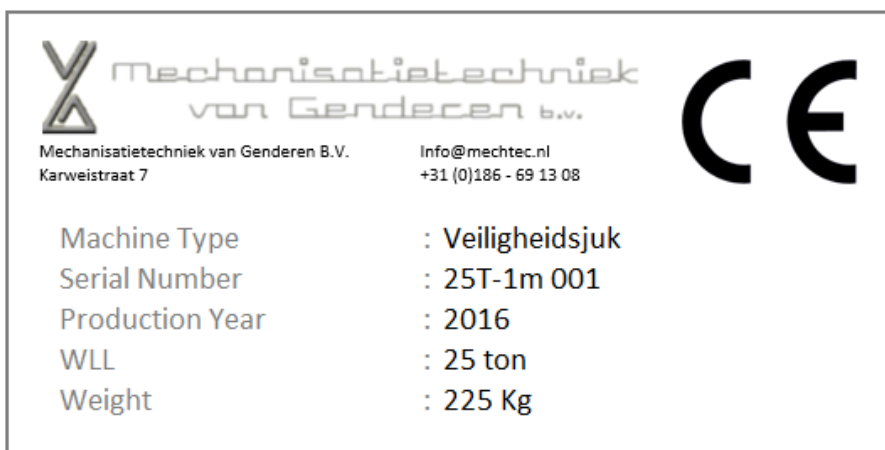 Mechanisatietechniek
van Genderen b.v.
CE
Mechanisatietechniek van Genderen B.V. Info@mechtec.nl
Karweistraat 7 +31 (0)186 - 69 13 08
Machine Type : Veiligheidsjuk
Serial Number : 25T-1m 001
Production Year : 2016
WLL : 25 ton
Weight : 225 Kg